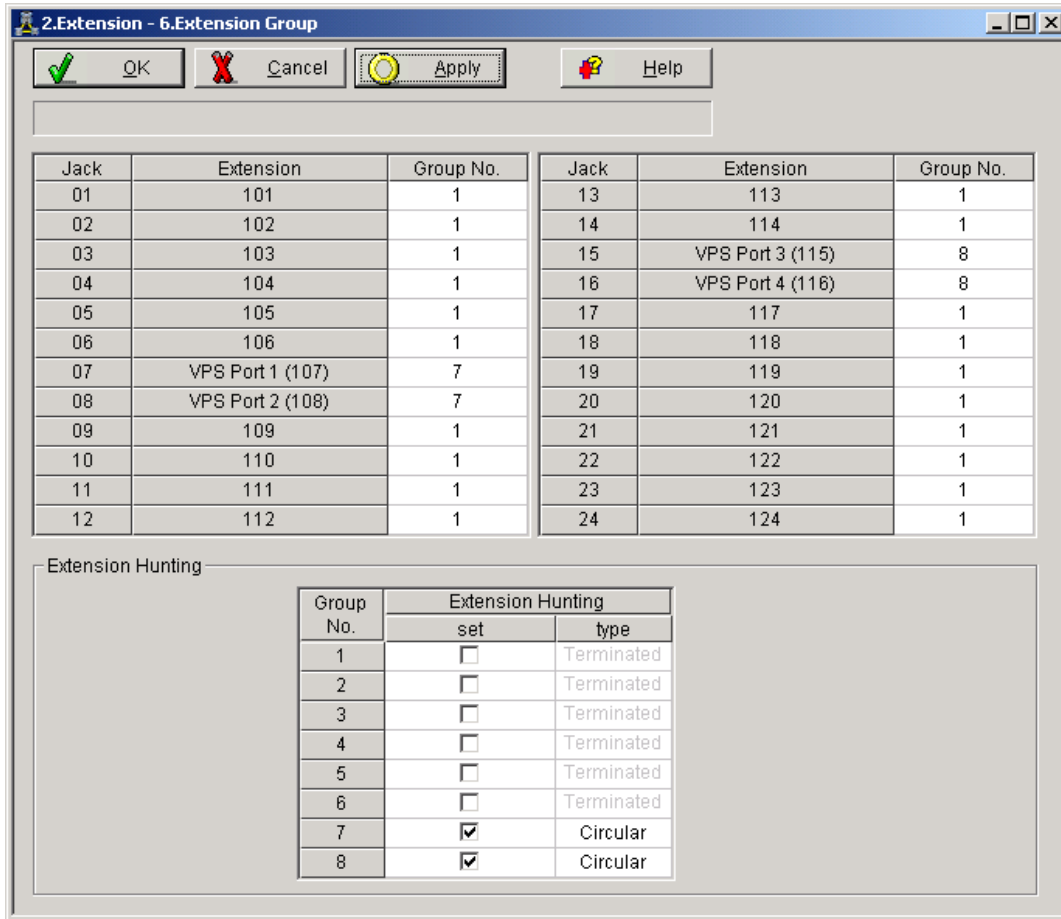 2.Extension - 6.Extension Group
OK Cancel Apply Help
Jack Extension Group No. Jack Extension Group No.
01 101 1 13 113 1
02 102 1 14 114 1
03 103 1 15 VPS Port 3 (115) 8
04 104 1 16 VPS Port 4 (116) 8
05 105 1 17 117 1
06 106 1 18 118 1
07 VPS Port 1 (107) 7 19 119 1
08 VPS Port 2 (108) 7 20 120 1
09 109 1 21 121 1
10 110 1 22 122 1
11 111 1 23 123 1
12 112 1 24 124 1
Extension Hunting
Group No. Extension Hunting
set type
1 Terminated
2 Terminated
3 Terminated
4 Terminated
5 Terminated
6 Terminated
7 Circular
8 Circular